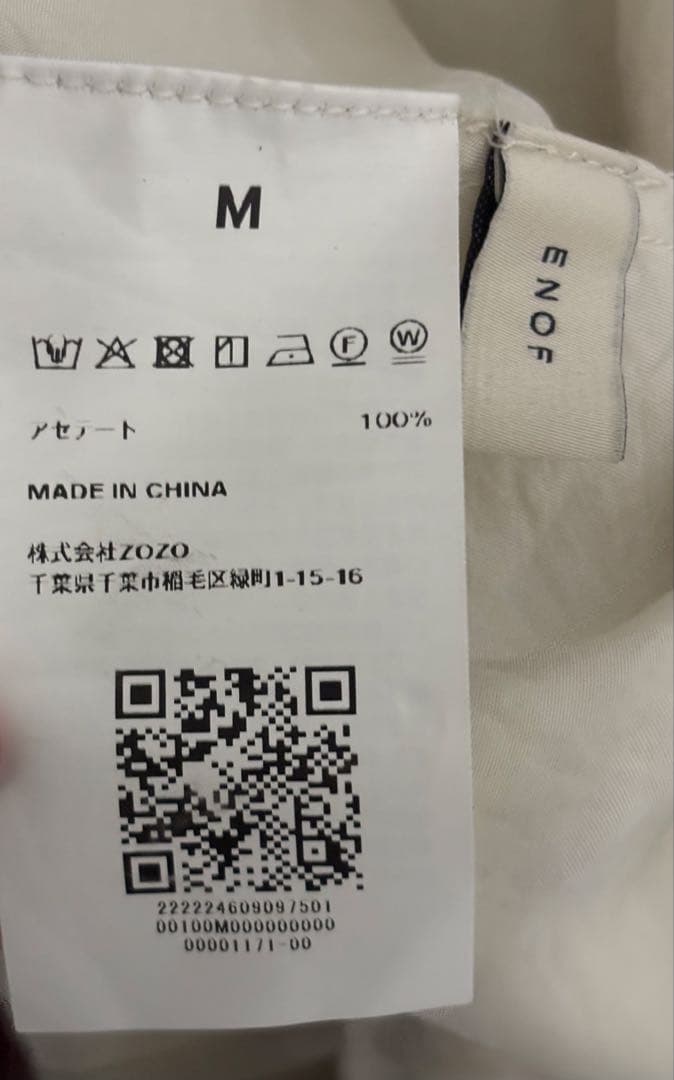 M
アセテート 100%
MADE IN CHINA
株式会社ZOZO
千葉県千葉市稲毛区緑町1-15-16
222224609097501
00100M000000000
00001171-00
ENOF